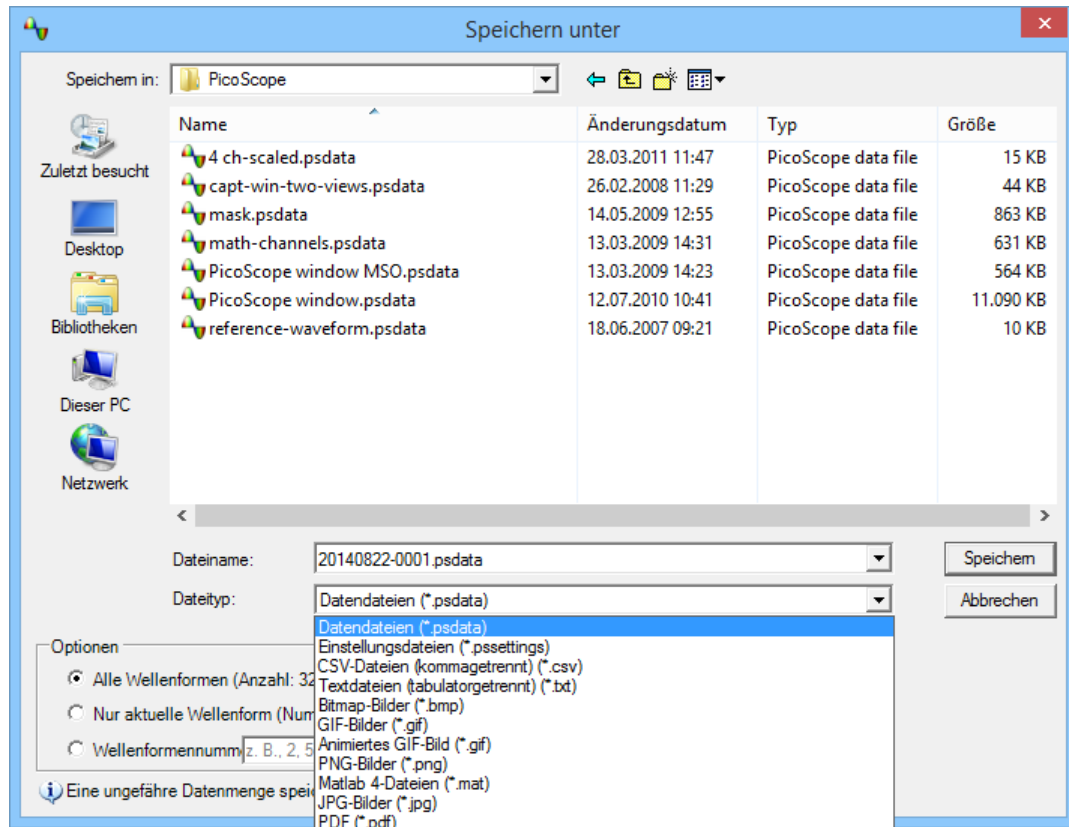 Speichern unter
Speichern in: PicoScope
Name Änderungsdatum Typ Größe
4 ch-scaled.psdata 28.03.2011 11:47 PicoScope data file 15 KB
capt-win-two-views.psdata 26.02.2008 11:29 PicoScope data file 44 KB
mask.psdata 14.05.2009 12:55 PicoScope data file 863 KB
math-channels.psdata 13.03.2009 14:31 PicoScope data file 631 KB
PicoScope window MSO.psdata 13.03.2009 14:23 PicoScope data file 564 KB
PicoScope window.psdata 12.07.2010 10:41 PicoScope data file 11.090 KB
reference-waveform.psdata 18.06.2007 09:21 PicoScope data file 10 KB
Zuletzt besucht
Desktop
Bibliotheken
Dieser PC
Netzwerk
Dateiname: 20140822-0001.psdata Speichern
Dateityp: Datendateien (*.psdata) Abbrechen
Datendateien (*.psdata)
Einstellungsdateien (*.pssettings)
CSV-Dateien (kommagetrennt) (*.csv)
Textdateien (tabulatorgetrennt) (*.txt)
Bitmap-Bilder (*.bmp)
GIF-Bilder (*.gif)
Animiertes GIF-Bild (*.gif)
PNG-Bilder (*.png)
Matlab 4-Dateien (*.mat)
JPG-Bilder (*.jpg)
PDF (*.pdf)
Optionen
Alle Wellenformen (Anzahl: 32
Nur aktuelle Wellenform (Num
Wellenformennumm z. B., 2, 5
Eine ungefähre Datenmenge spei